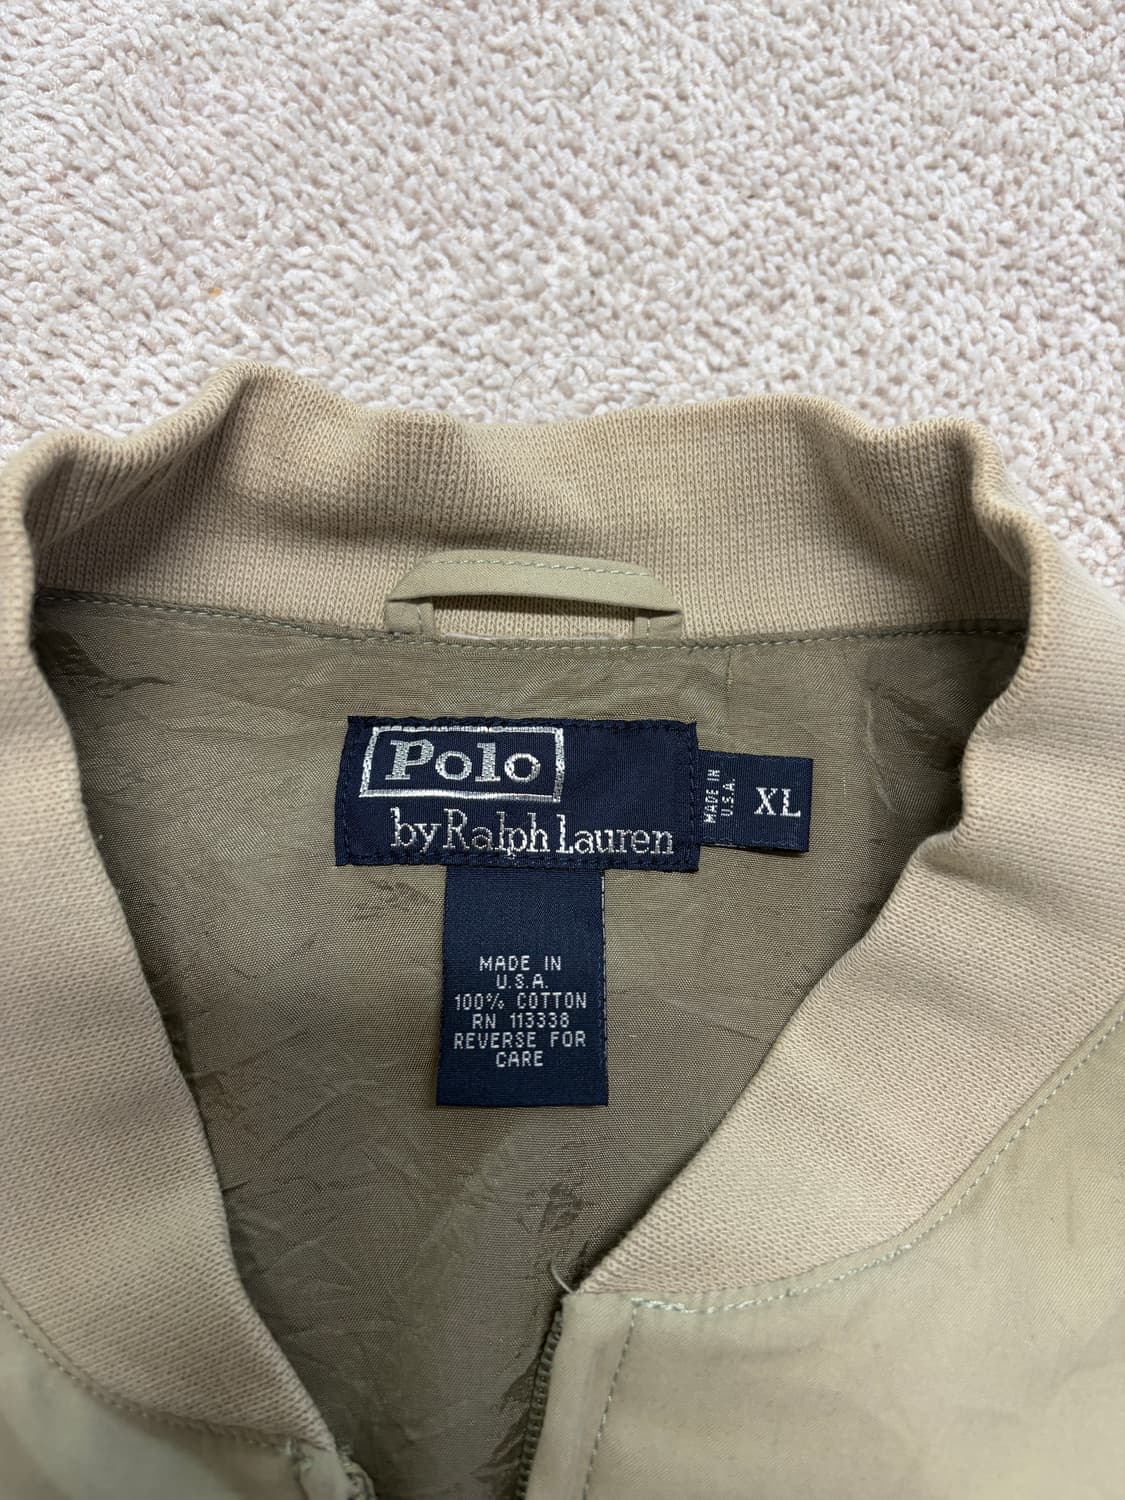 Polo
by Ralph Lauren
MADE IN
U.S.A.
XL
MADE IN
U.S.A.
100% COTTON
RN 113338
REVERSE FOR
CARE